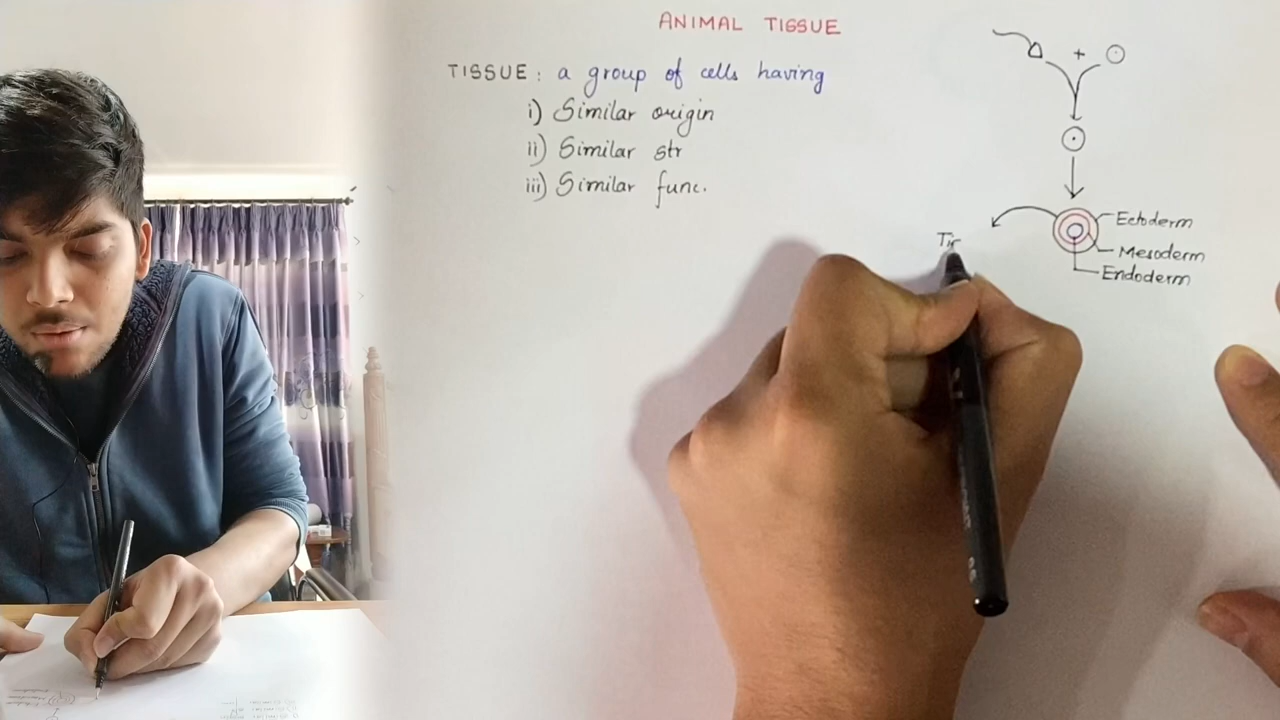 ANIMAL TISSUE
TISSUE: a group of cells having
i) Similar origin
ii) Similar str
iii) Similar func.
+
Ectoderm
Mesoderm
Endoderm